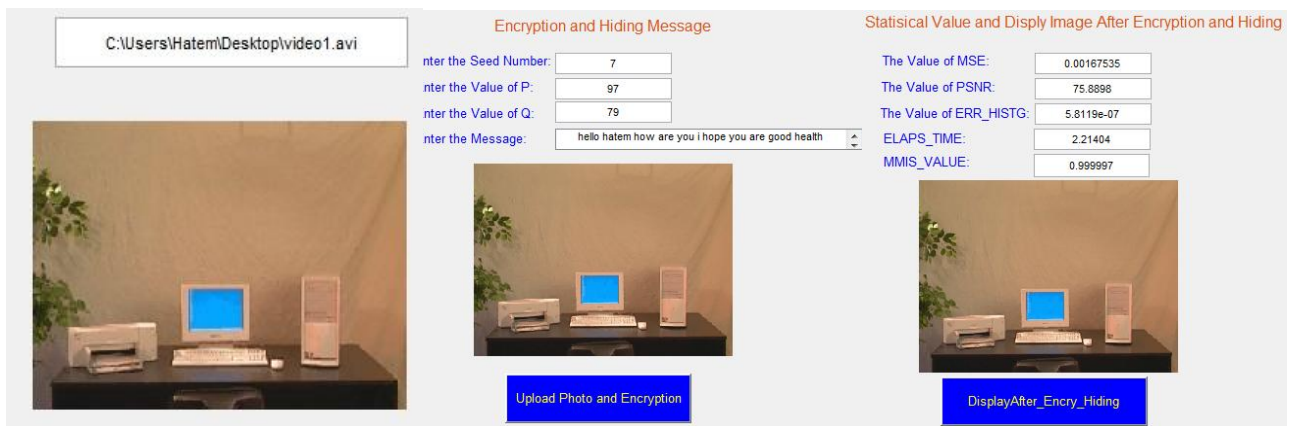 C:\Users\Hatem\Desktop\video1.avi
Encryption and Hiding Message
nter the Seed Number: 7
nter the Value of P: 97
nter the Value of Q: 79
nter the Message: hello hatem how are you i hope you are good health
Upload Photo and Encryption
Statisical Value and Disply Image After Encryption and Hiding
The Value of MSE: 0.00167535
The Value of PSNR: 75.8898
The Value of ERR_HISTG: 5.8119e-07
ELAPS_TIME: 2.21404
MMIS_VALUE: 0.999997
DisplayAfter_Encry_Hiding